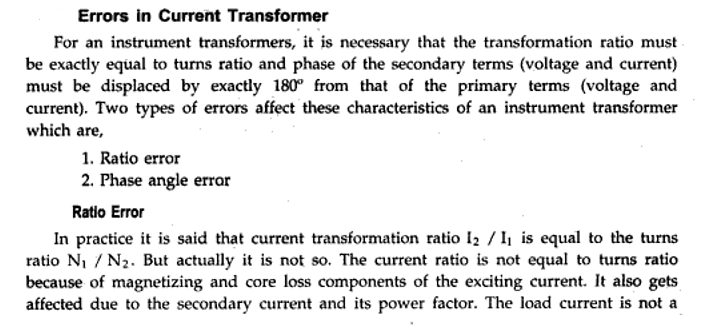 Errors in Current Transformer
For an instrument transformers, it is necessary that the transformation ratio must
be exactly equal to turns ratio and phase of the secondary terms (voltage and current)
must be displaced by exactly 180° from that of the primary terms (voltage and
current). Two types of errors affect these characteristics of an instrument transformer
which are,
1. Ratio error
2. Phase angle error
Ratio Error
In practice it is said that current transformation ratio I₂ / I₁ is equal to the turns
ratio N₁ / N₂. But actually it is not so. The current ratio is not equal to turns ratio
because of magnetizing and core loss components of the exciting current. It also gets
affected due to the secondary current and its power factor. The load current is not a